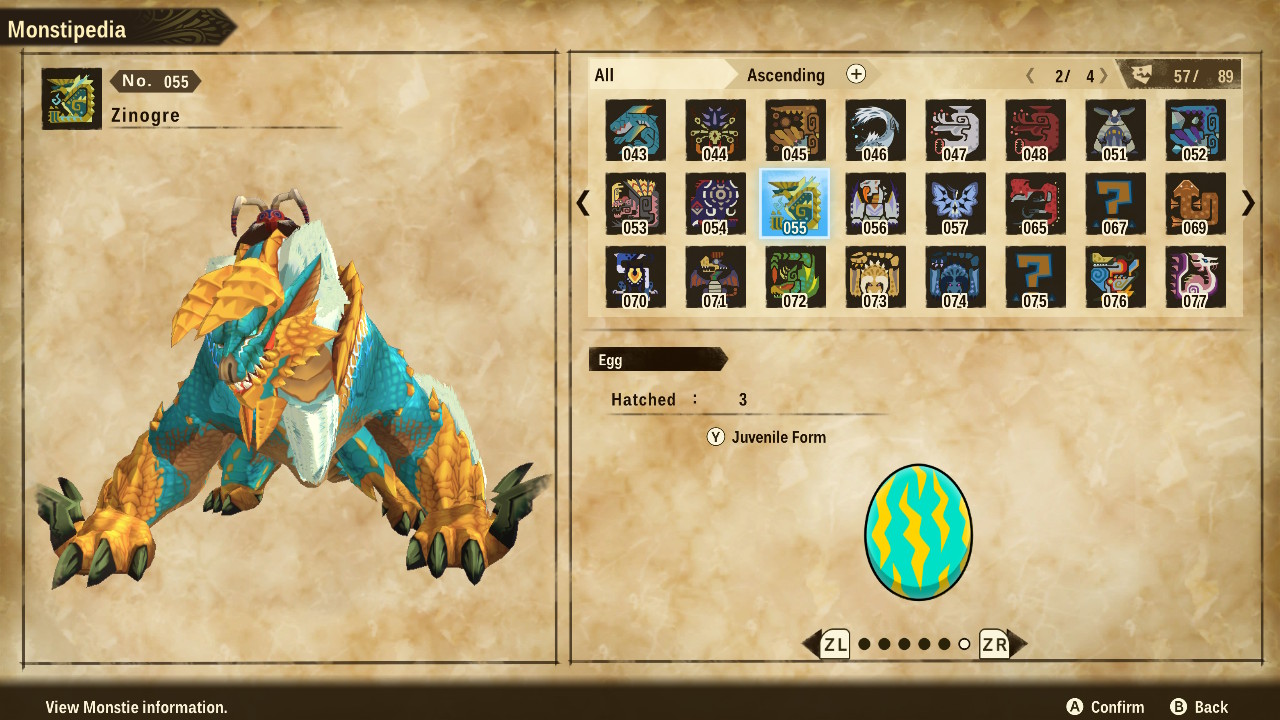 Monstipedia
No. 055
Zinogre
All
Ascending
2/ 4
57/ 89
043 044 045 046 047 048 051 052
053 054 055 056 057 065 067 069
070 071 072 073 074 075 076 077
Egg
Hatched : 3
Y Juvenile Form
ZL ZR
View Monstie information.
A Confirm B Back